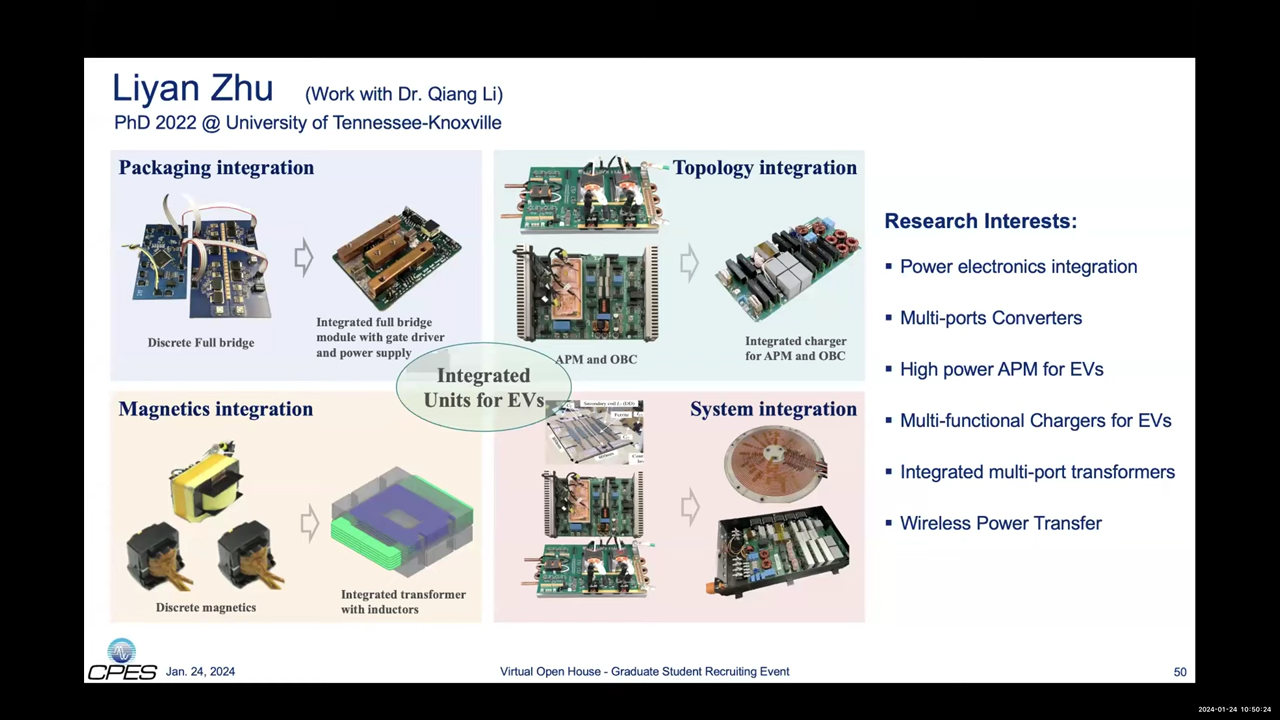 Liyan Zhu (Work with Dr. Qiang Li)
PhD 2022 @ University of Tennessee-Knoxville
Packaging integration
Discrete Full bridge
Integrated full bridge
module with gate driver
and power supply
Topology integration
APM and OBC
Integrated charger
for APM and OBC
Integrated
Units for EVs
Magnetics integration
Discrete magnetics
Integrated transformer
with inductors
System integration
Ferrite
Research Interests:
▪ Power electronics integration
▪ Multi-ports Converters
▪ High power APM for EVs
▪ Multi-functional Chargers for EVs
▪ Integrated multi-port transformers
▪ Wireless Power Transfer
CPES
Jan. 24, 2024
Virtual Open House - Graduate Student Recruiting Event
50
2024-01-24 10:50:24